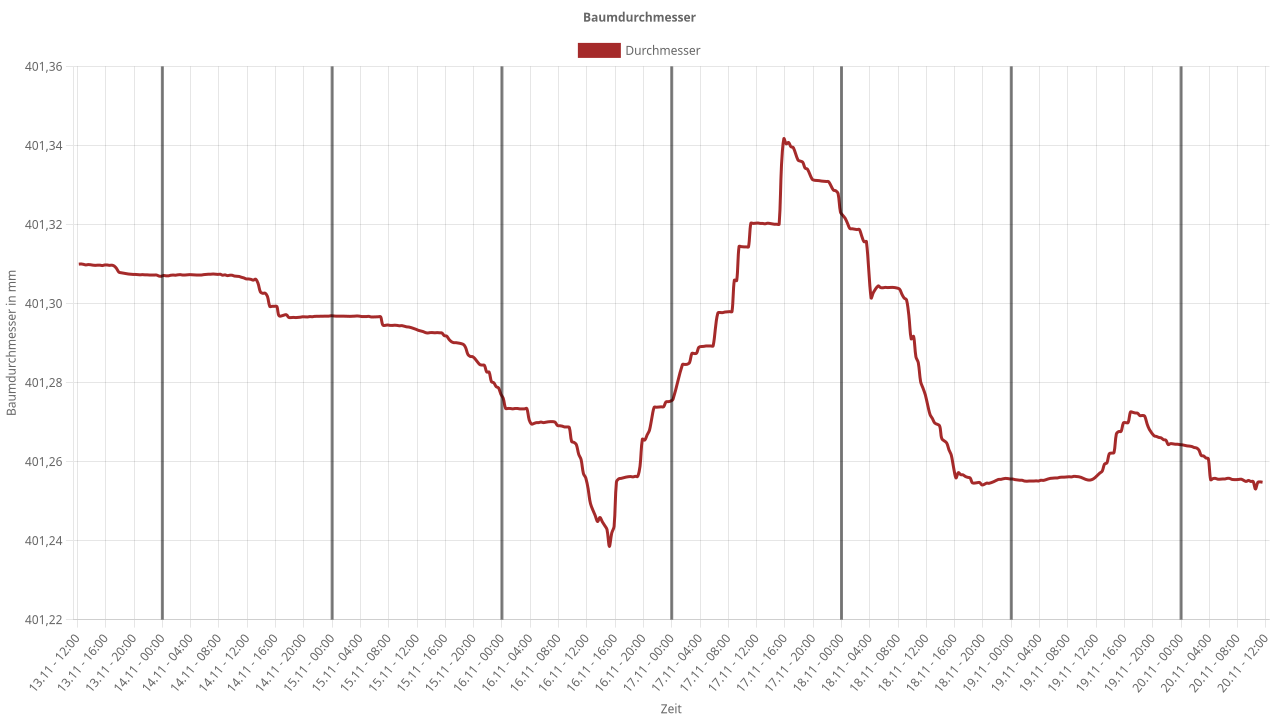 Baumdurchmesser
Durchmesser
Baumdurchmesser in mm
401,36
401,34
401,32
401,30
401,28
401,26
401,24
401,22
13.11 - 12:00
13.11 - 16:00
13.11 - 20:00
14.11 - 00:00
14.11 - 04:00
14.11 - 08:00
14.11 - 12:00
14.11 - 16:00
14.11 - 20:00
15.11 - 00:00
15.11 - 04:00
15.11 - 08:00
15.11 - 12:00
15.11 - 16:00
15.11 - 20:00
16.11 - 00:00
16.11 - 04:00
16.11 - 08:00
16.11 - 12:00
16.11 - 16:00
16.11 - 20:00
17.11 - 00:00
17.11 - 04:00
17.11 - 08:00
17.11 - 12:00
17.11 - 16:00
17.11 - 20:00
18.11 - 00:00
18.11 - 04:00
18.11 - 08:00
18.11 - 12:00
18.11 - 16:00
18.11 - 20:00
19.11 - 00:00
19.11 - 04:00
19.11 - 08:00
19.11 - 12:00
19.11 - 16:00
19.11 - 20:00
20.11 - 00:00
20.11 - 04:00
20.11 - 08:00
20.11 - 12:00
Zeit